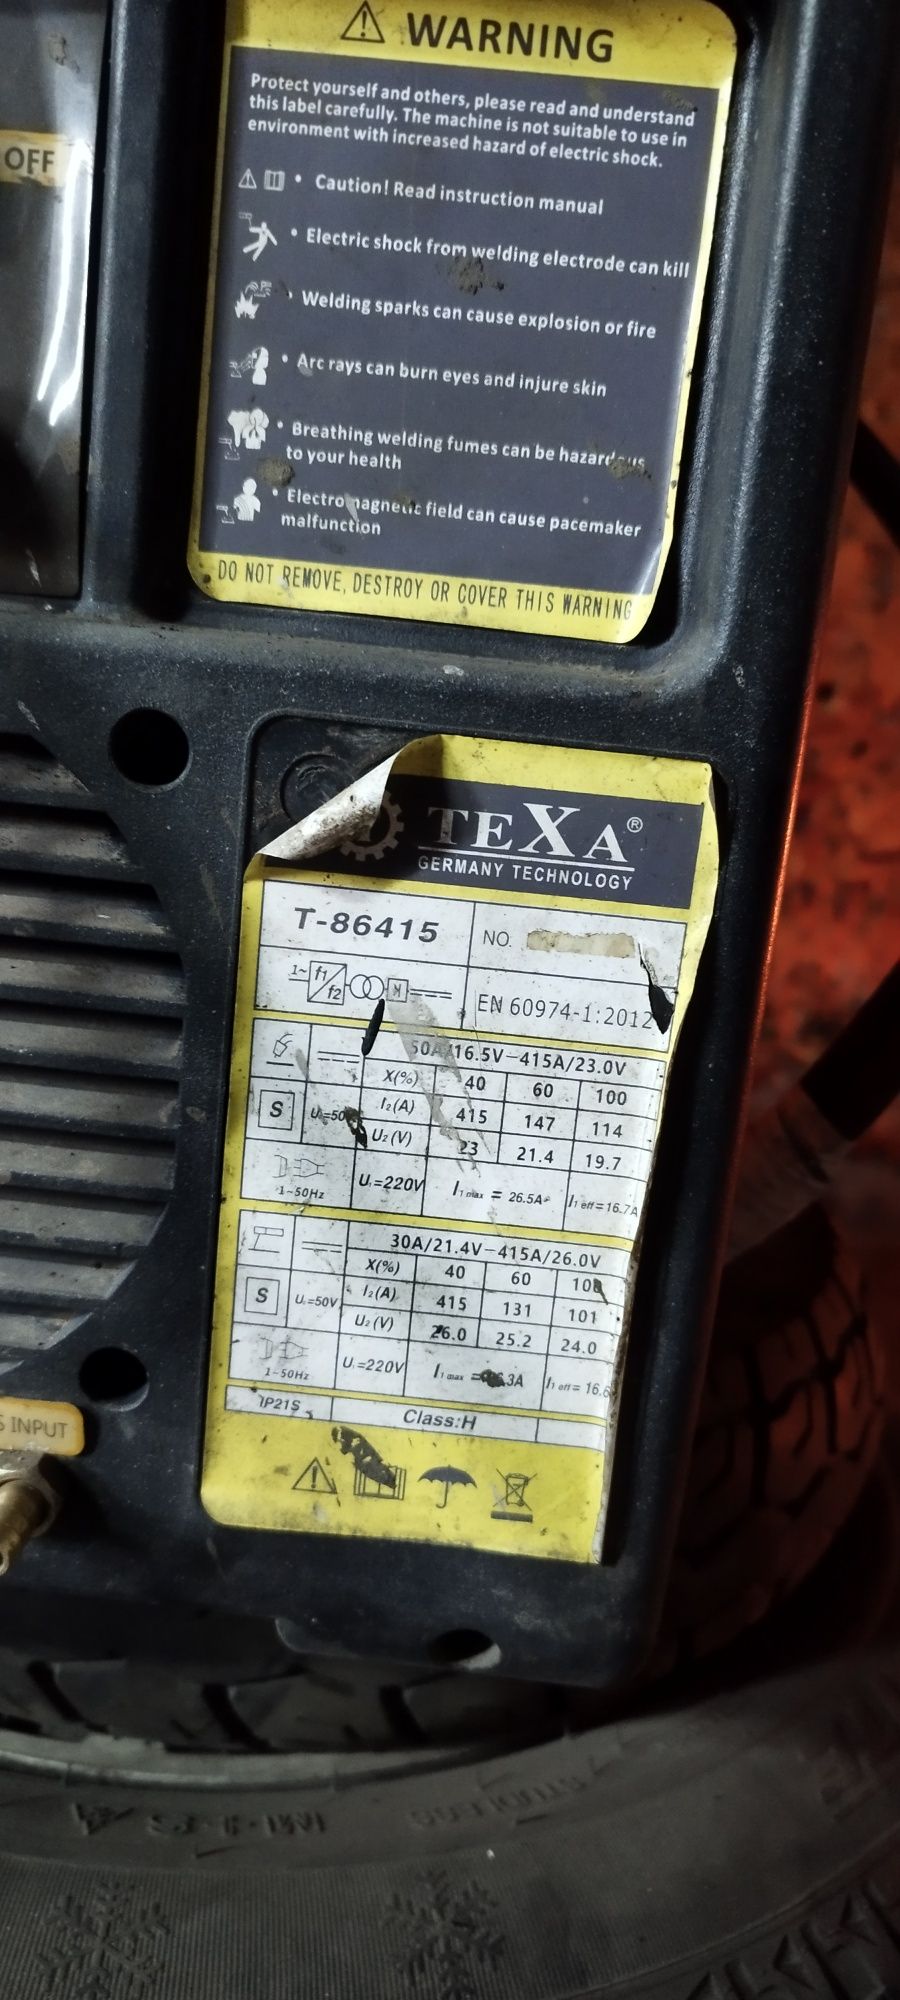 OFF
WARNING
Protect yourself and others, please read and understand
this label carefully. The machine is not suitable to use in
environment with increased hazard of electric shock.
• Caution! Read instruction manual
• Electric shock from welding electrode can kill
• Welding sparks can cause explosion or fire
• Arc rays can burn eyes and injure skin
• Breathing welding fumes can be hazardous
to your health
• Electromagnetic field can cause pacemaker
malfunction
DO NOT REMOVE, DESTROY OR COVER THIS WARNING
TEXA®
GERMANY TECHNOLOGY
T-86415 NO.
1~ f1 f2 EN 60974-1:2012
50A/16.5V-415A/23.0V
X(%) 40 60 100
S U₀=50 I₂(A) 415 147 114
U₂(V) 23 21.4 19.7
1~50Hz U₁=220V I₁ max = 26.5A I₁ eff=16.7A
30A/21.4V-415A/26.0V
X(%) 40 60 100
S U₀=50V I₂(A) 415 131 101
U₂(V) 26.0 25.2 24.0
1~50Hz U₁=220V I₁ max = 3A I₁ eff= 16.6
IP21S Class:H
INPUT